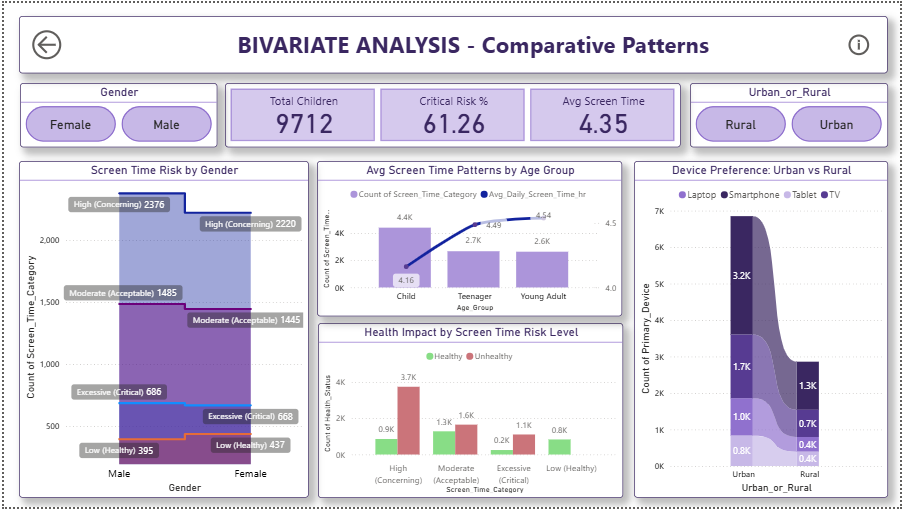 BIVARIATE ANALYSIS - Comparative Patterns
Gender
Female
Male
Total Children
9712
Critical Risk %
61.26
Avg Screen Time
4.35
Urban_or_Rural
Rural
Urban
Screen Time Risk by Gender
Count of Screen_Time_Category
2,000
1,500
1,000
500
High (Concerning) 2376
High (Concerning) 2220
Moderate (Acceptable) 1485
Moderate (Acceptable) 1445
Excessive (Critical) 686
Excessive (Critical) 668
Low (Healthy) 395
Low (Healthy) 437
Male
Female
Gender
Avg Screen Time Patterns by Age Group
Count of Screen_Time_Category
Avg_Daily_Screen_Time_hr
Count of Screen_Time...
4K
2K
0K
4.4K
2.7K
2.6K
4.16
4.49
4.54
4.5
4.0
Child
Teenager
Young Adult
Age_Group
Health Impact by Screen Time Risk Level
Healthy
Unhealthy
Count of Health_Status
4K
2K
0K
0.9K
3.7K
1.3K
1.6K
0.2K
1.1K
0.8K
High
(Concerning)
Moderate
(Acceptable)
Excessive
(Critical)
Low (Healthy)
Screen_Time_Category
Device Preference: Urban vs Rural
Laptop
Smartphone
Tablet
TV
Count of Primary_Device
7K
6K
5K
4K
3K
2K
1K
0K
3.2K
1.7K
1.0K
0.8K
1.3K
0.7K
0.4K
0.4K
Urban
Rural
Urban_or_Rural